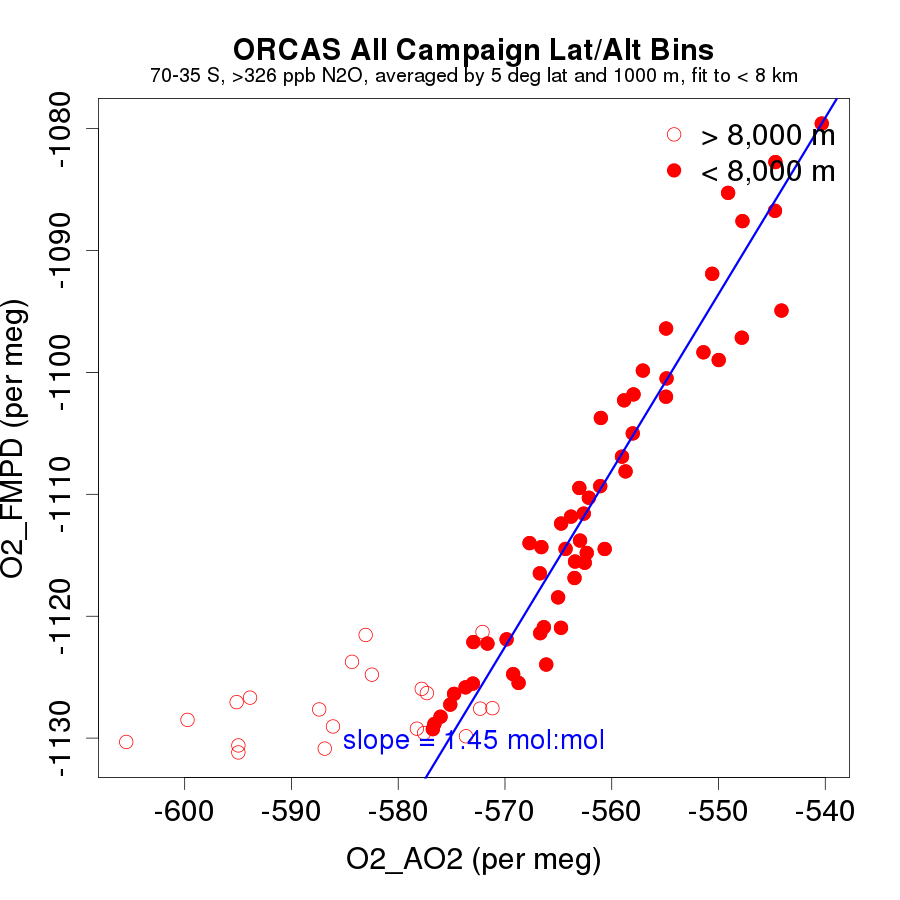 ORCAS All Campaign Lat/Alt Bins
70-35 S, >326 ppb N2O, averaged by 5 deg lat and 1000 m, fit to < 8 km
> 8,000 m
< 8,000 m
-1080
-1090
-1100
-1110
-1120
-1130
O2_FMPD (per meg)
slope = 1.45 mol:mol
-600 -590 -580 -570 -560 -550 -540
O2_AO2 (per meg)